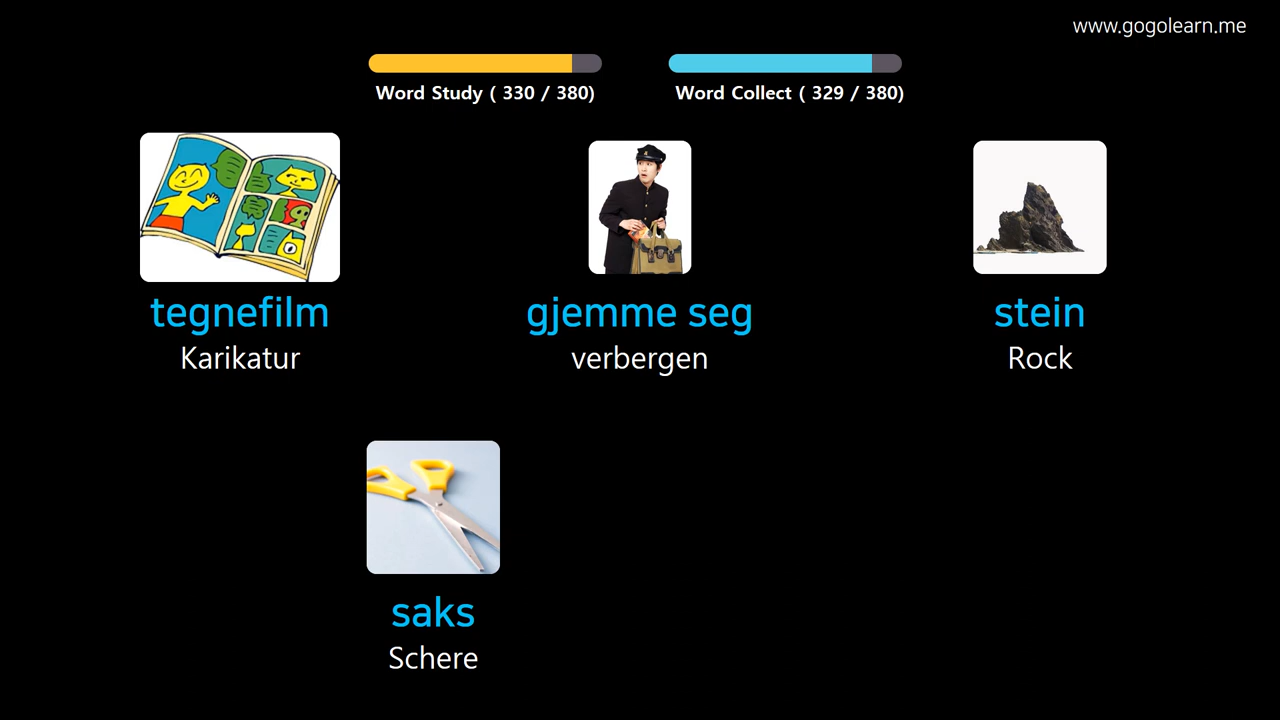 www.gogolearn.me
Word Study ( 330 / 380)
Word Collect ( 329 / 380)
tegnefilm
Karikatur
gjemme seg
verbergen
stein
Rock
saks
Schere